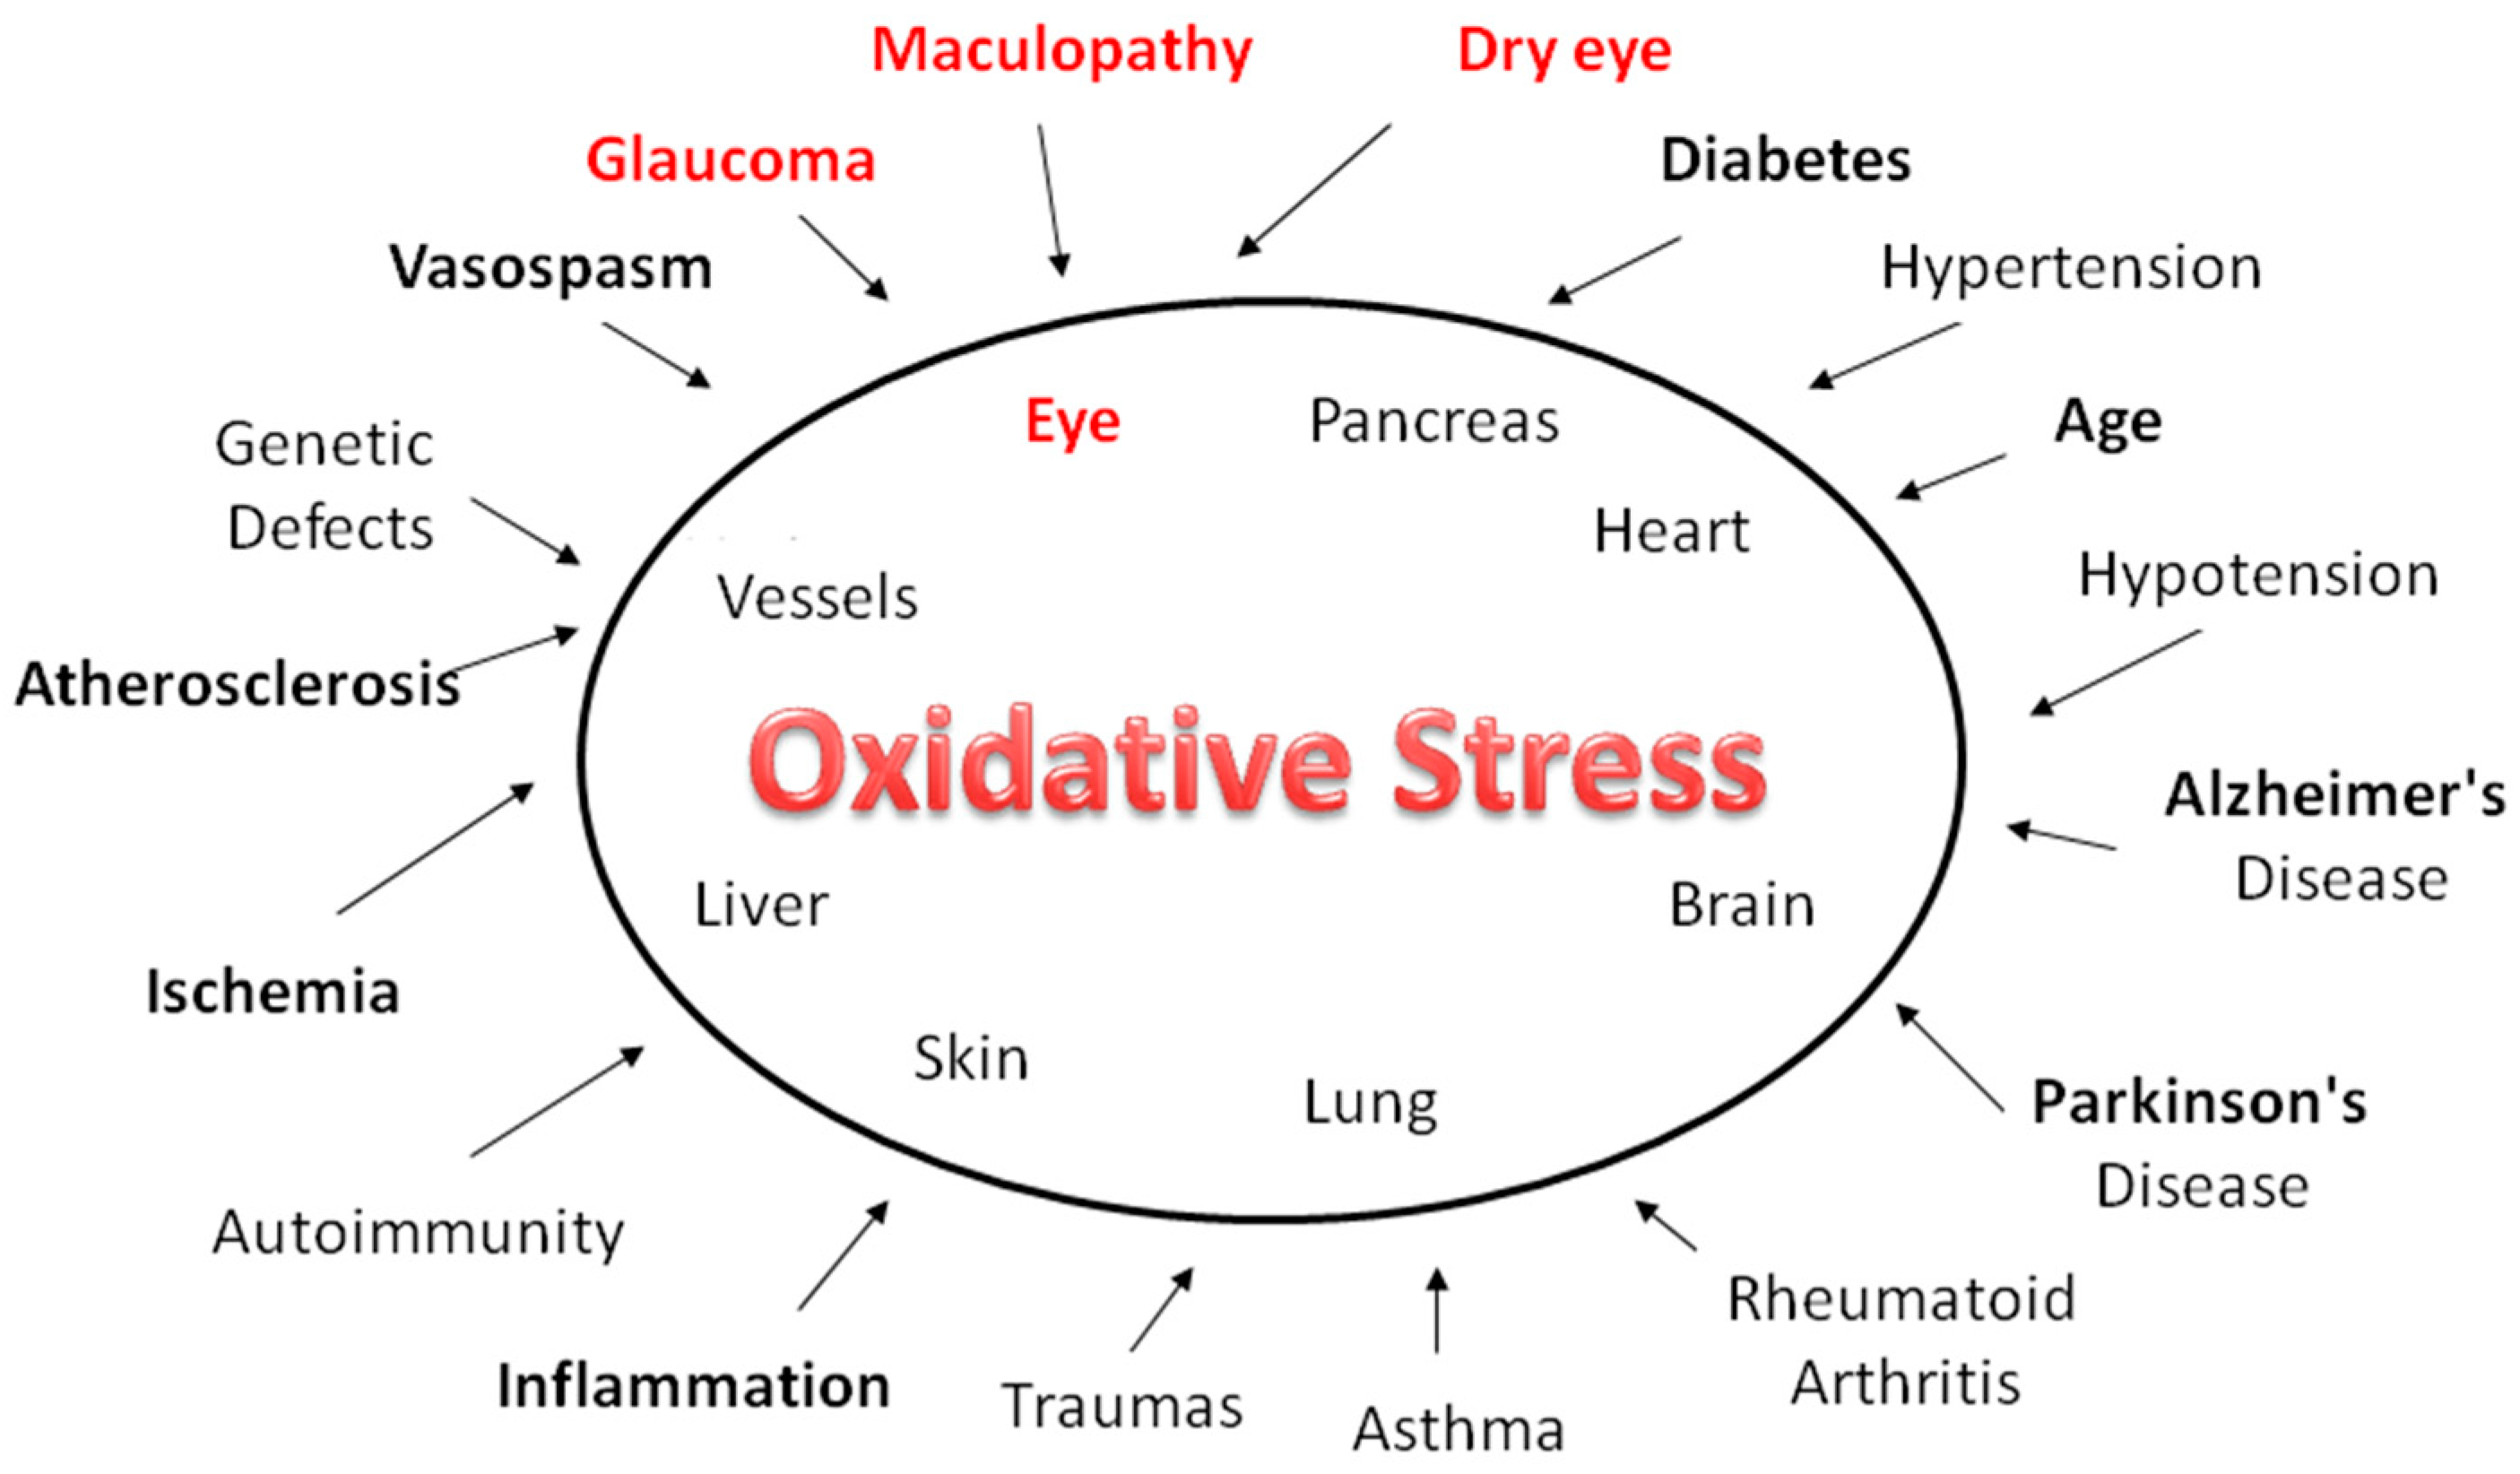 Maculopathy
Dry eye
Glaucoma
Diabetes
Vasospasm
Hypertension
Genetic
Defects
Eye
Pancreas
Age
Heart
Vessels
Hypotension
Atherosclerosis
Oxidative Stress
Alzheimer's
Disease
Liver
Brain
Ischemia
Skin
Lung
Parkinson's
Disease
Autoimmunity
Rheumatoid
Arthritis
Inflammation
Traumas
Asthma